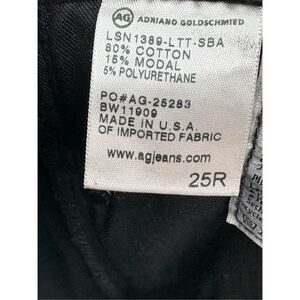 AG ADRIANO GOLDSCHMIED
LSN1389-LTT-SBA
80% COTTON
15% MODAL
5% POLYURETHANE
PO#AG-25283
BW11909
MADE IN U.S.A.
OF IMPORTED FABRIC
www.agjeans.com
25R